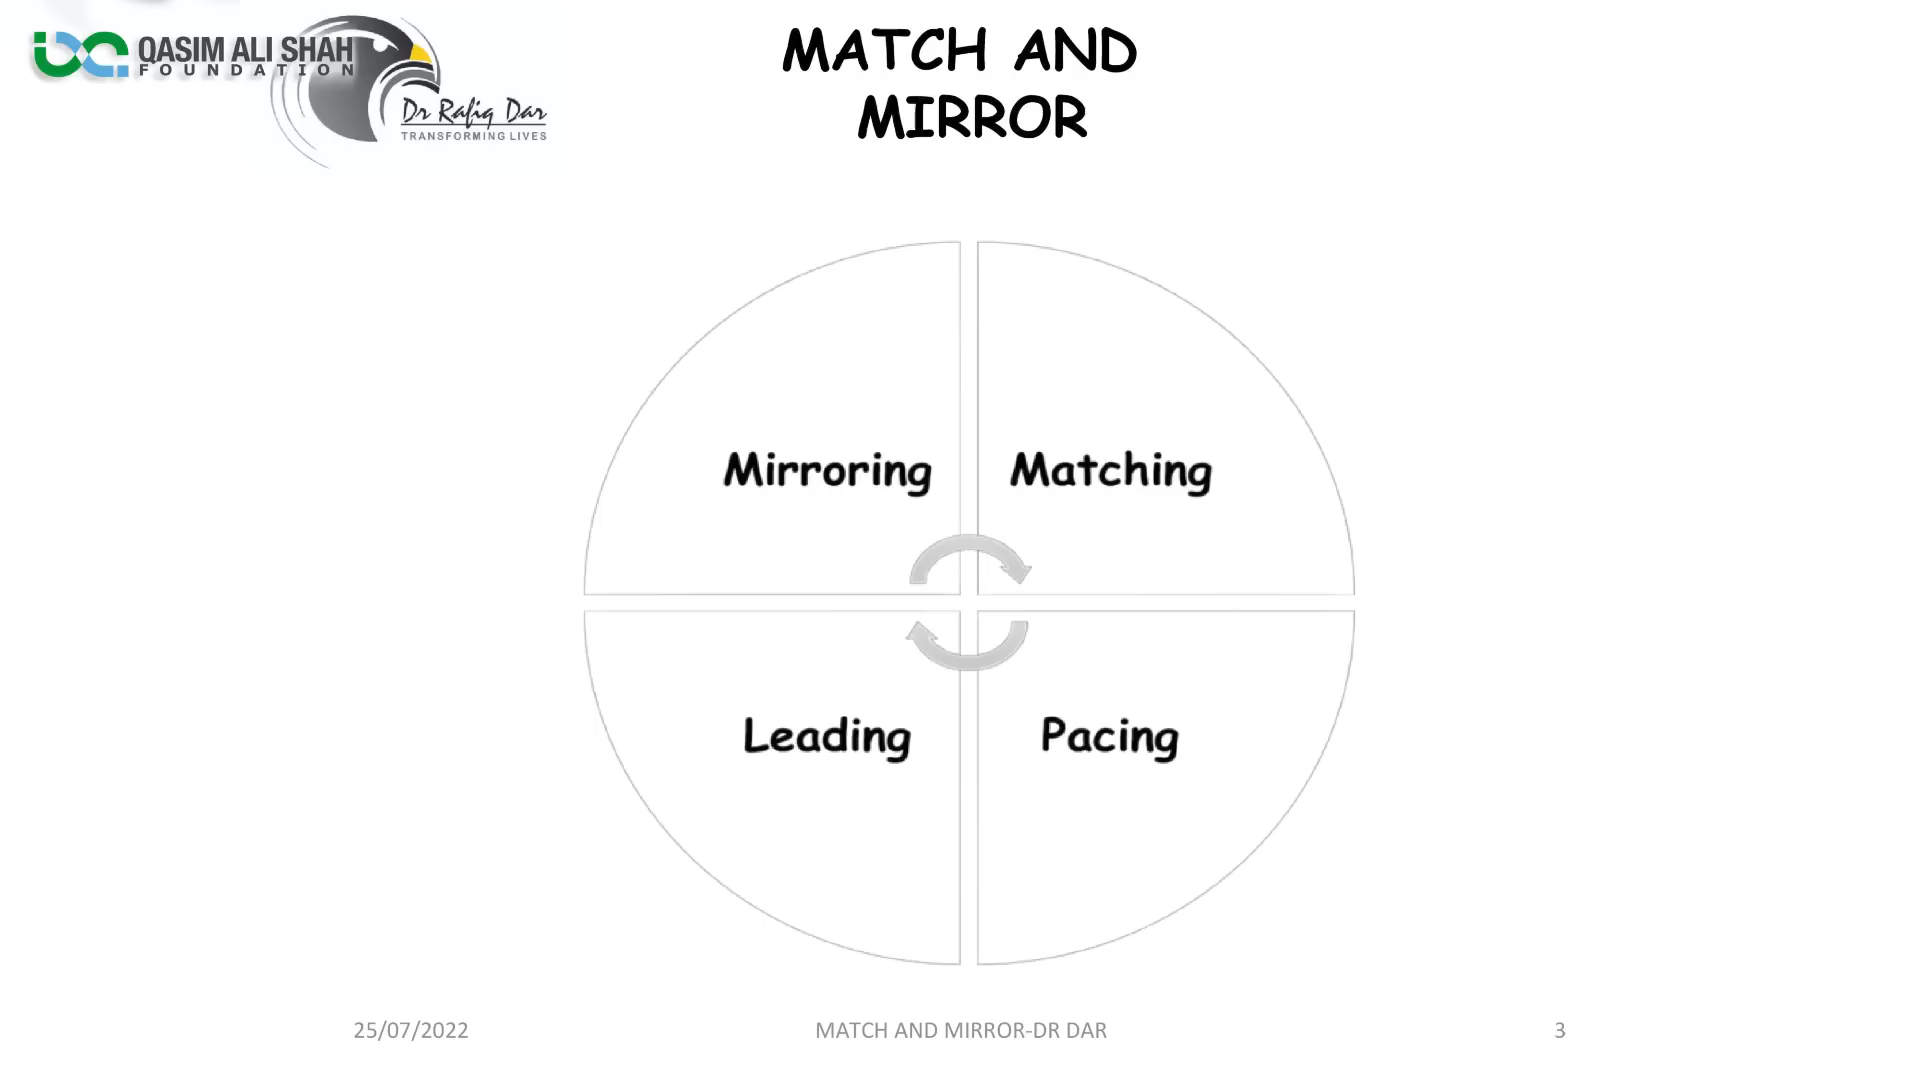 QASIM ALI SHAH
FOUNDATION
Dr Rafiq Dar
TRANSFORMING LIVES
MATCH AND
MIRROR
Mirroring
Matching
Leading
Pacing
25/07/2022
MATCH AND MIRROR-DR DAR
3